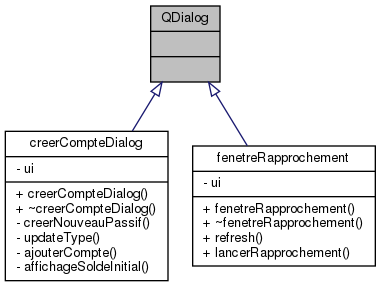 QDialog
creerCompteDialog
- ui
+ creerCompteDialog()
+ ~creerCompteDialog()
- creerNouveauPassif()
- updateType()
- ajouterCompte()
- affichageSoldeInitial()
fenetreRapprochement
- ui
+ fenetreRapprochement()
+ ~fenetreRapprochement()
+ refresh()
+ lancerRapprochement()